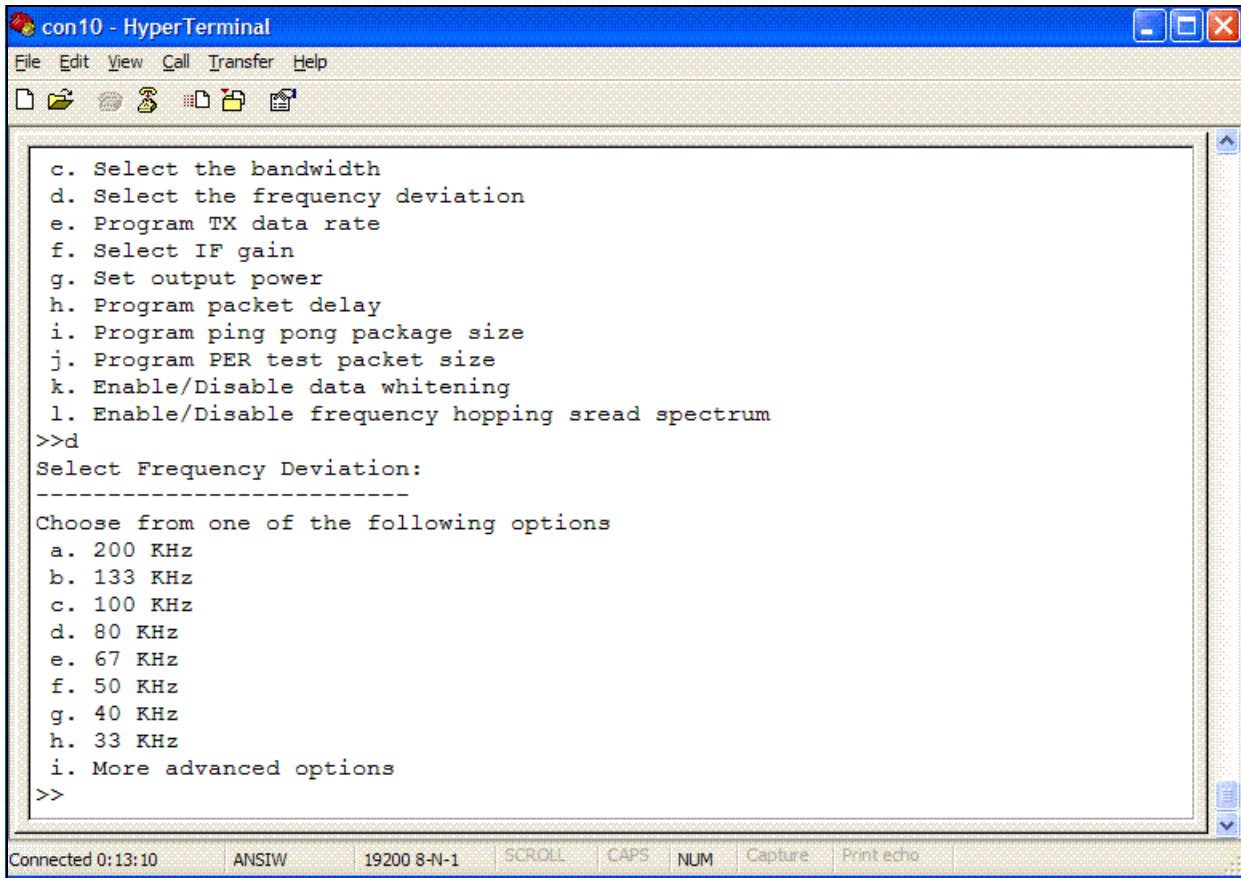 con10 - HyperTerminal
File Edit View Call Transfer Help
c. Select the bandwidth
d. Select the frequency deviation
e. Program TX data rate
f. Select IF gain
g. Set output power
h. Program packet delay
i. Program ping pong package size
j. Program PER test packet size
k. Enable/Disable data whitening
l. Enable/Disable frequency hopping sread spectrum
>>d
Select Frequency Deviation:
--------------------------
Choose from one of the following options
a. 200 KHz
b. 133 KHz
c. 100 KHz
d. 80 KHz
e. 67 KHz
f. 50 KHz
g. 40 KHz
h. 33 KHz
i. More advanced options
>>
Connected 0:13:10 ANSIW 19200 8-N-1 SCROLL CAPS NUM Capture Print echo